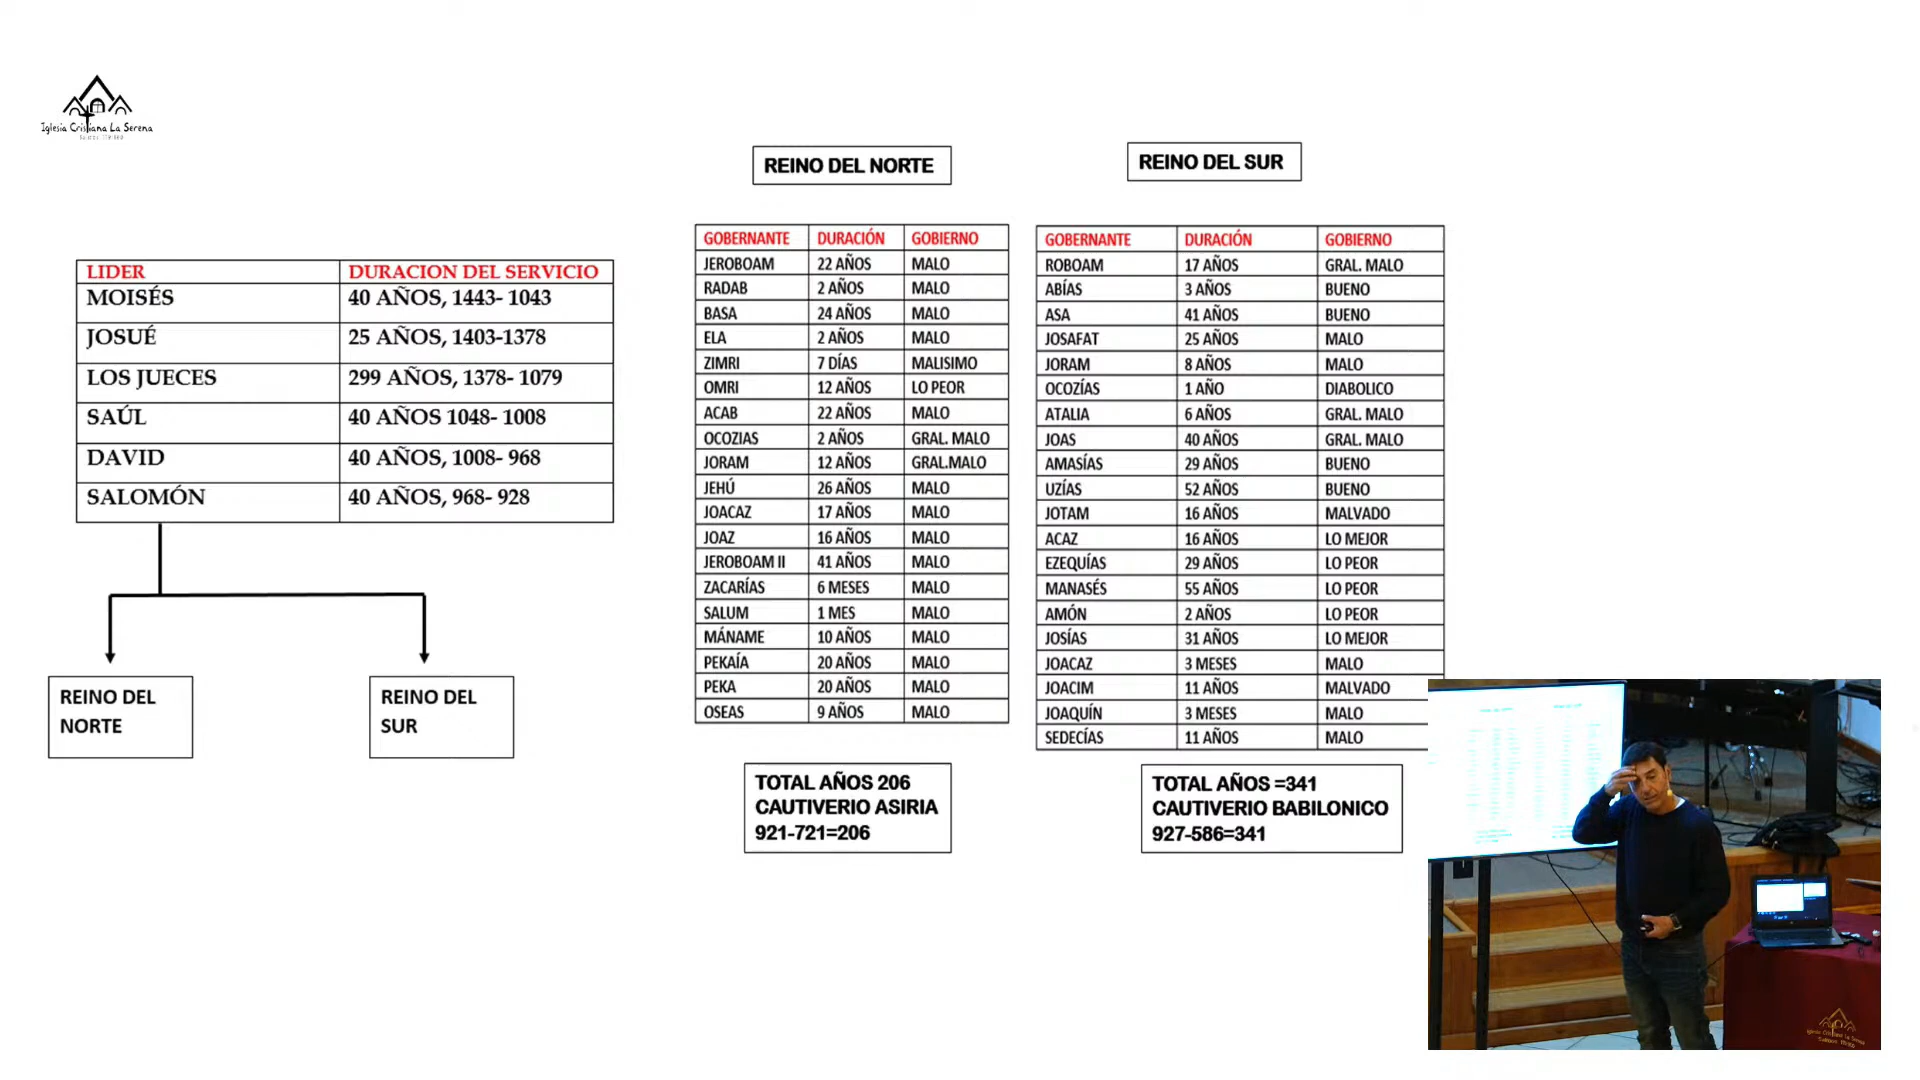 Iglesia Cristiana La Serena
LIDER DURACION DEL SERVICIO
MOISÉS 40 AÑOS, 1443- 1043
JOSUÉ 25 AÑOS, 1403-1378
LOS JUECES 299 AÑOS, 1378- 1079
SAÚL 40 AÑOS 1048- 1008
DAVID 40 AÑOS, 1008- 968
SALOMÓN 40 AÑOS, 968- 928
REINO DEL
NORTE
REINO DEL
SUR
REINO DEL NORTE
GOBERNANTE DURACIÓN GOBIERNO
JEROBOAM 22 AÑOS MALO
RADAB 2 AÑOS MALO
BASA 24 AÑOS MALO
ELA 2 AÑOS MALO
ZIMRI 7 DÍAS MALISIMO
OMRI 12 AÑOS LO PEOR
ACAB 22 AÑOS MALO
OCOZIAS 2 AÑOS GRAL. MALO
JORAM 12 AÑOS GRAL.MALO
JEHÚ 26 AÑOS MALO
JOACAZ 17 AÑOS MALO
JOAZ 16 AÑOS MALO
JEROBOAM II 41 AÑOS MALO
ZACARÍAS 6 MESES MALO
SALUM 1 MES MALO
MÁNAME 10 AÑOS MALO
PEKAÍA 20 AÑOS MALO
PEKA 20 AÑOS MALO
OSEAS 9 AÑOS MALO
TOTAL AÑOS 206
CAUTIVERIO ASIRIA
921-721=206
REINO DEL SUR
GOBERNANTE DURACIÓN GOBIERNO
ROBOAM 17 AÑOS GRAL. MALO
ABÍAS 3 AÑOS BUENO
ASA 41 AÑOS BUENO
JOSAFAT 25 AÑOS MALO
JORAM 8 AÑOS MALO
OCOZÍAS 1 AÑO DIABOLICO
ATALIA 6 AÑOS GRAL. MALO
JOAS 40 AÑOS GRAL. MALO
AMASÍAS 29 AÑOS BUENO
UZÍAS 52 AÑOS BUENO
JOTAM 16 AÑOS MALVADO
ACAZ 16 AÑOS LO MEJOR
EZEQUÍAS 29 AÑOS LO PEOR
MANASÉS 55 AÑOS LO PEOR
AMÓN 2 AÑOS LO PEOR
JOSÍAS 31 AÑOS LO MEJOR
JOACAZ 3 MESES MALO
JOACIM 11 AÑOS MALVADO
JOAQUÍN 3 MESES MALO
SEDECÍAS 11 AÑOS MALO
TOTAL AÑOS =341
CAUTIVERIO BABILONICO
927-586=341
Iglesia Cristiana La Serena